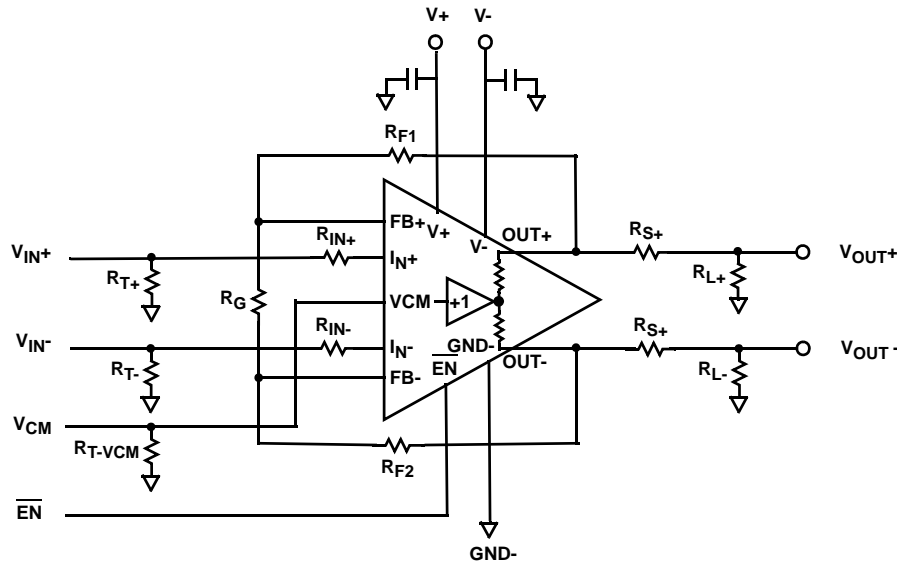 V+ V-
RF1
FB+
V+
V-
OUT+
RS+
VIN+
RIN+
IN+
VOUT+
RT+
RL+
RG
VCM
+1
VIN-
RIN-
IN-
GND-
RS+
EN
OUT-
VOUT -
RT-
FB-
RL-
VCM
RT-VCM
RF2
EN
GND-